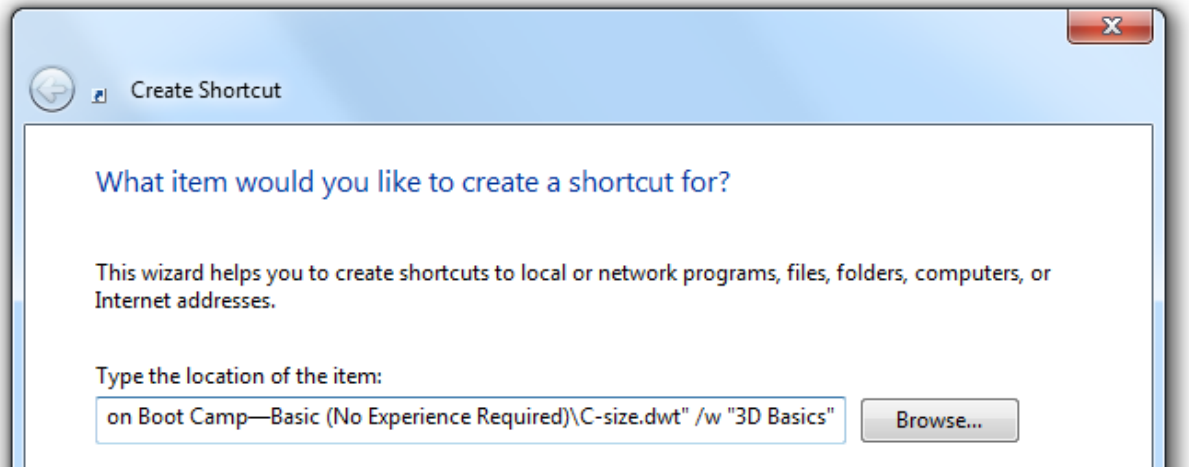 Create Shortcut
What item would you like to create a shortcut for?
This wizard helps you to create shortcuts to local or network programs, files, folders, computers, or
Internet addresses.
Type the location of the item:
on Boot Camp—Basic (No Experience Required)\C-size.dwt" /w "3D Basics"
Browse...